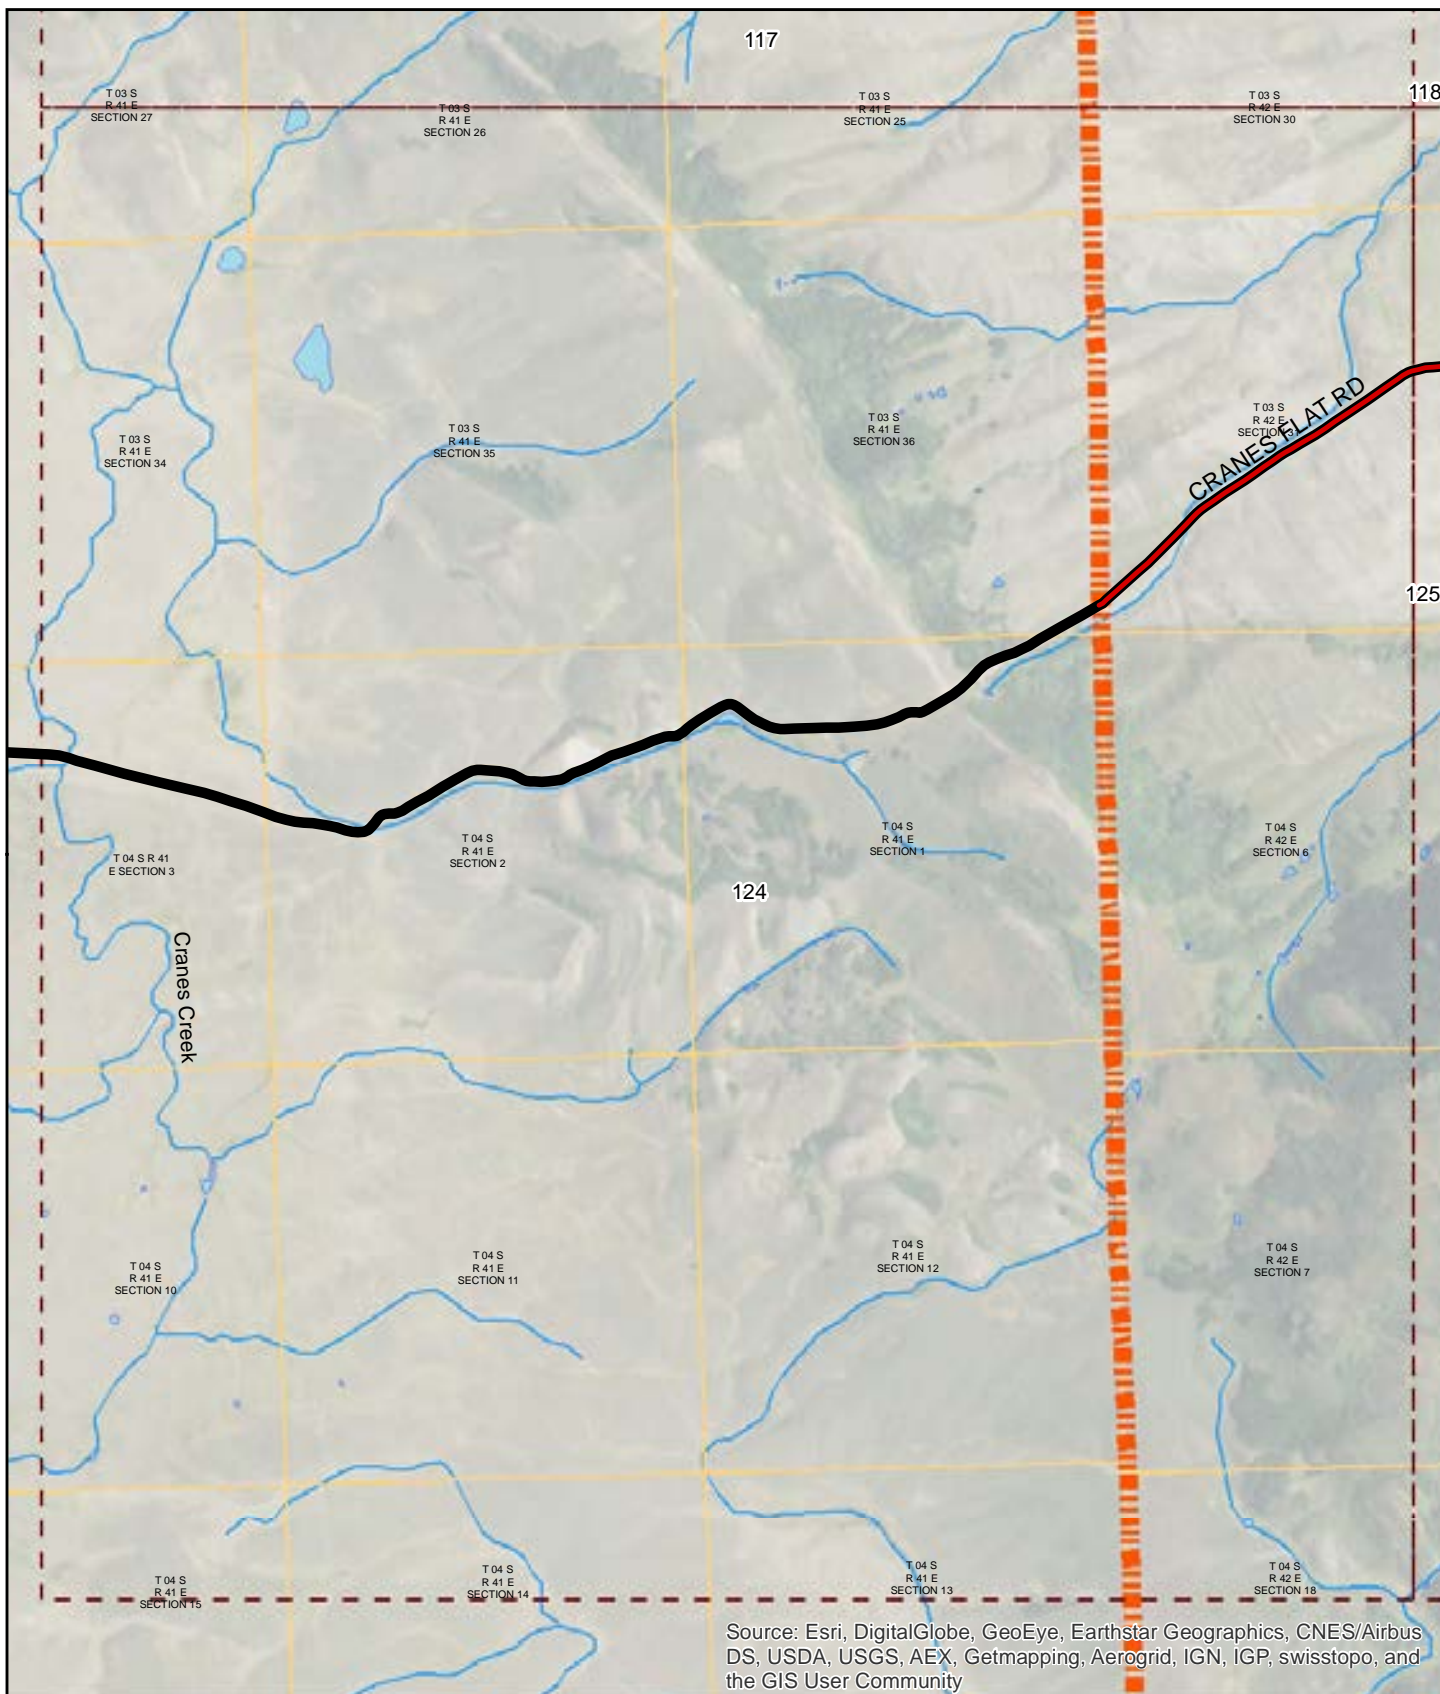 117
118
T 03 S
R 41 E
SECTION 27
T 03 S
R 41 E
SECTION 26
T 03 S
R 41 E
SECTION 25
T 03 S
R 42 E
SECTION 30
T 03 S
R 41 E
SECTION 34
T 03 S
R 41 E
SECTION 35
T 03 S
R 41 E
SECTION 36
T 03 S
R 42 E
SECTION 31
CRANES FLAT RD
125
T 04 S R 41
E SECTION 3
T 04 S
R 41 E
SECTION 2
T 04 S
R 41 E
SECTION 1
T 04 S
R 42 E
SECTION 6
124
Cranes Creek
T 04 S
R 41 E
SECTION 10
T 04 S
R 41 E
SECTION 11
T 04 S
R 41 E
SECTION 12
T 04 S
R 42 E
SECTION 7
T 04 S
R 41 E
SECTION 15
T 04 S
R 41 E
SECTION 14
T 04 S
R 41 E
SECTION 13
T 04 S
R 42 E
SECTION 18
Source: Esri, DigitalGlobe, GeoEye, Earthstar Geographics, CNES/Airbus
DS, USDA, USGS, AEX, Getmapping, Aerogrid, IGN, IGP, swisstopo, and
the GIS User Community